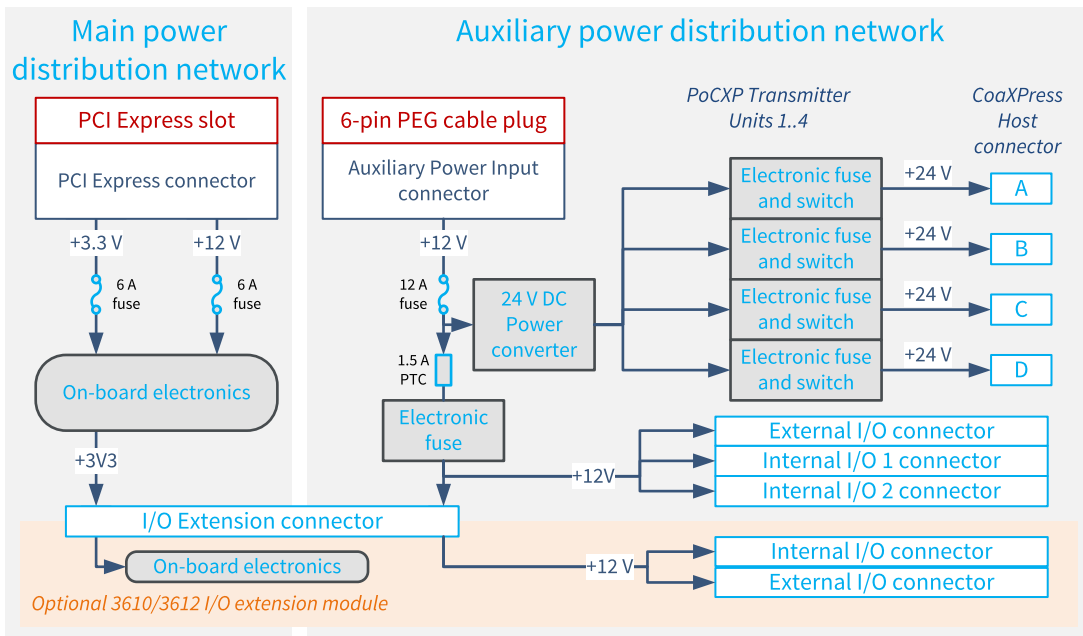 Main power
distribution network
PCI Express slot
PCI Express connector
+3.3 V
+12 V
6 A
fuse
6 A
fuse
On-board electronics
+3V3
Auxiliary power distribution network
6-pin PEG cable plug
Auxiliary Power Input
connector
+12 V
12 A
fuse
24 V DC
Power
converter
1.5 A
PTC
Electronic
fuse
PoCXP Transmitter
Units 1..4
CoaXPress
Host
connector
Electronic fuse
and switch
+24 V
A
Electronic fuse
and switch
+24 V
B
Electronic fuse
and switch
+24 V
C
Electronic fuse
and switch
+24 V
D
+12V
External I/O connector
Internal I/O 1 connector
Internal I/O 2 connector
I/O Extension connector
On-board electronics
+12 V
Internal I/O connector
External I/O connector
Optional 3610/3612 I/O extension module